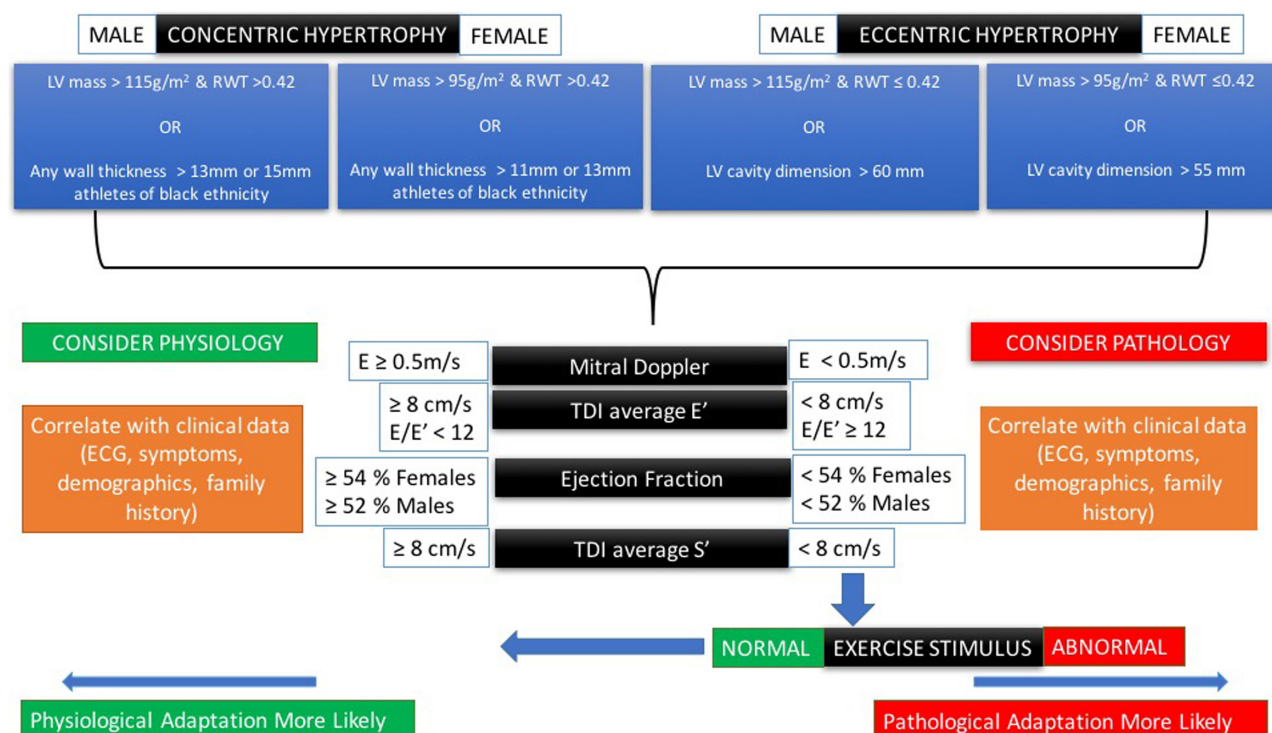 MALE CONCENTRIC HYPERTROPHY FEMALE
MALE ECCENTRIC HYPERTROPHY FEMALE
LV mass > 115g/m² & RWT >0.42
OR
Any wall thickness > 13mm or 15mm
athletes of black ethnicity
LV mass > 95g/m² & RWT >0.42
OR
Any wall thickness > 11mm or 13mm
athletes of black ethnicity
LV mass > 115g/m² & RWT ≤ 0.42
OR
LV cavity dimension > 60 mm
LV mass > 95g/m² & RWT ≤0.42
OR
LV cavity dimension > 55 mm
CONSIDER PHYSIOLOGY
Correlate with clinical data
(ECG, symptoms,
demographics, family
history)
E ≥ 0.5m/s
Mitral Doppler
E < 0.5m/s
≥ 8 cm/s
E/E’ < 12
TDI average E’
< 8 cm/s
E/E’ ≥ 12
≥ 54 % Females
≥ 52 % Males
Ejection Fraction
< 54 % Females
< 52 % Males
≥ 8 cm/s
TDI average S’
< 8 cm/s
CONSIDER PATHOLOGY
Correlate with clinical data
(ECG, symptoms,
demographics, family
history)
NORMAL EXERCISE STIMULUS ABNORMAL
Physiological Adaptation More Likely
Pathological Adaptation More Likely